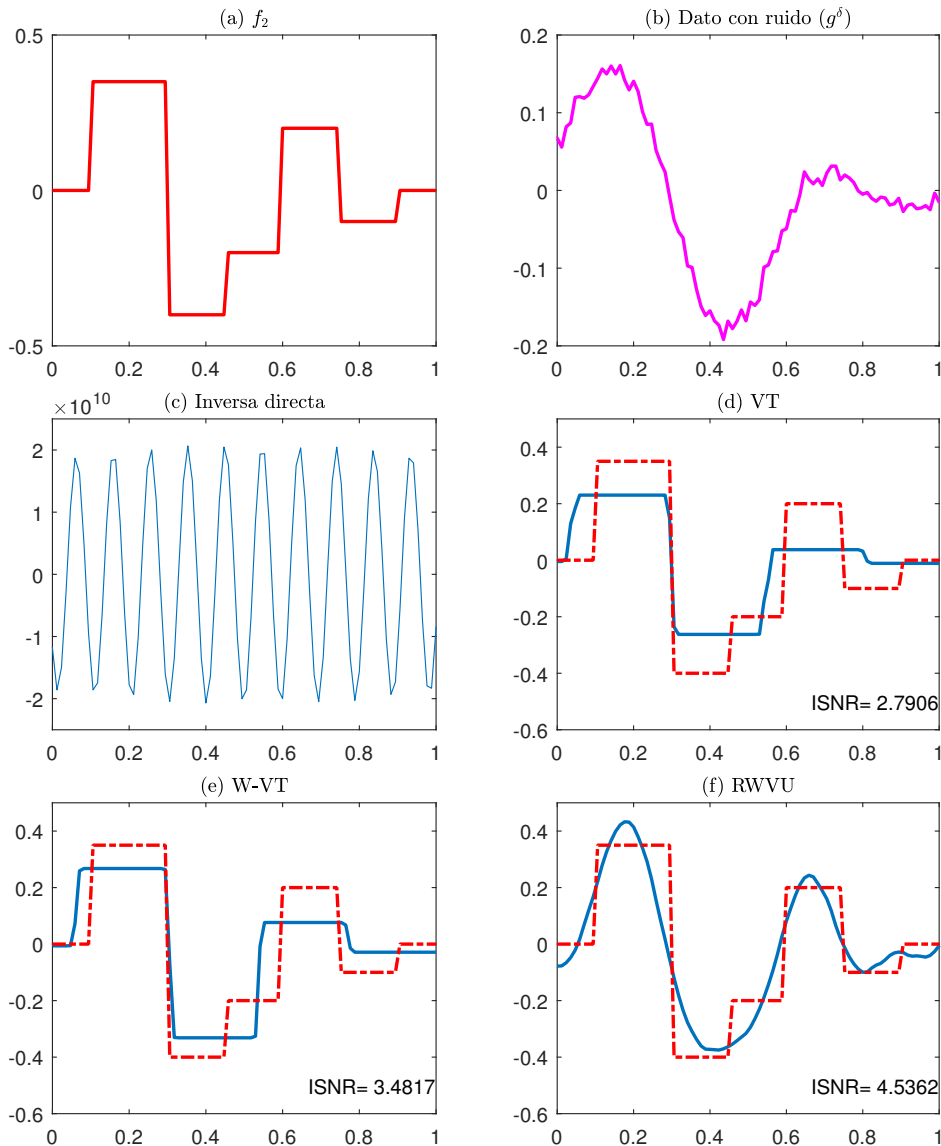 (a) f₂
0.5
0
-0.5
0 0.2 0.4 0.6 0.8 1
(b) Dato con ruido (g^δ)
0.2
0.1
0
-0.1
-0.2
0 0.2 0.4 0.6 0.8 1
(c) Inversa directa
×10¹⁰
2
1
0
-1
-2
0 0.2 0.4 0.6 0.8 1
(d) VT
0.4
0.2
0
-0.2
-0.4
-0.6
ISNR= 2.7906
0 0.2 0.4 0.6 0.8 1
(e) W-VT
0.4
0.2
0
-0.2
-0.4
-0.6
ISNR= 3.4817
0 0.2 0.4 0.6 0.8 1
(f) RWVU
0.4
0.2
0
-0.2
-0.4
-0.6
ISNR= 4.5362
0 0.2 0.4 0.6 0.8 1